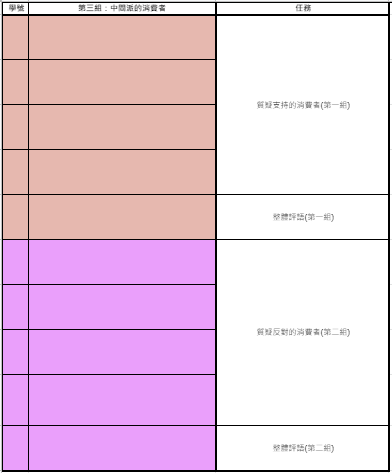 學號 第三組：中間派的消費者 任務
質疑支持的消費者(第一組)
整體評語(第一組)
質疑反對的消費者(第二組)
整體評語(第二組)